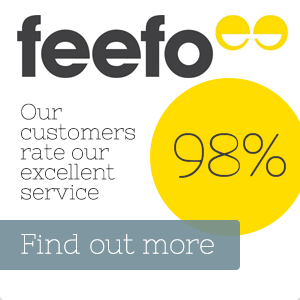 feefo
Our
customers
rate our
excellent
service
98%
Find out more